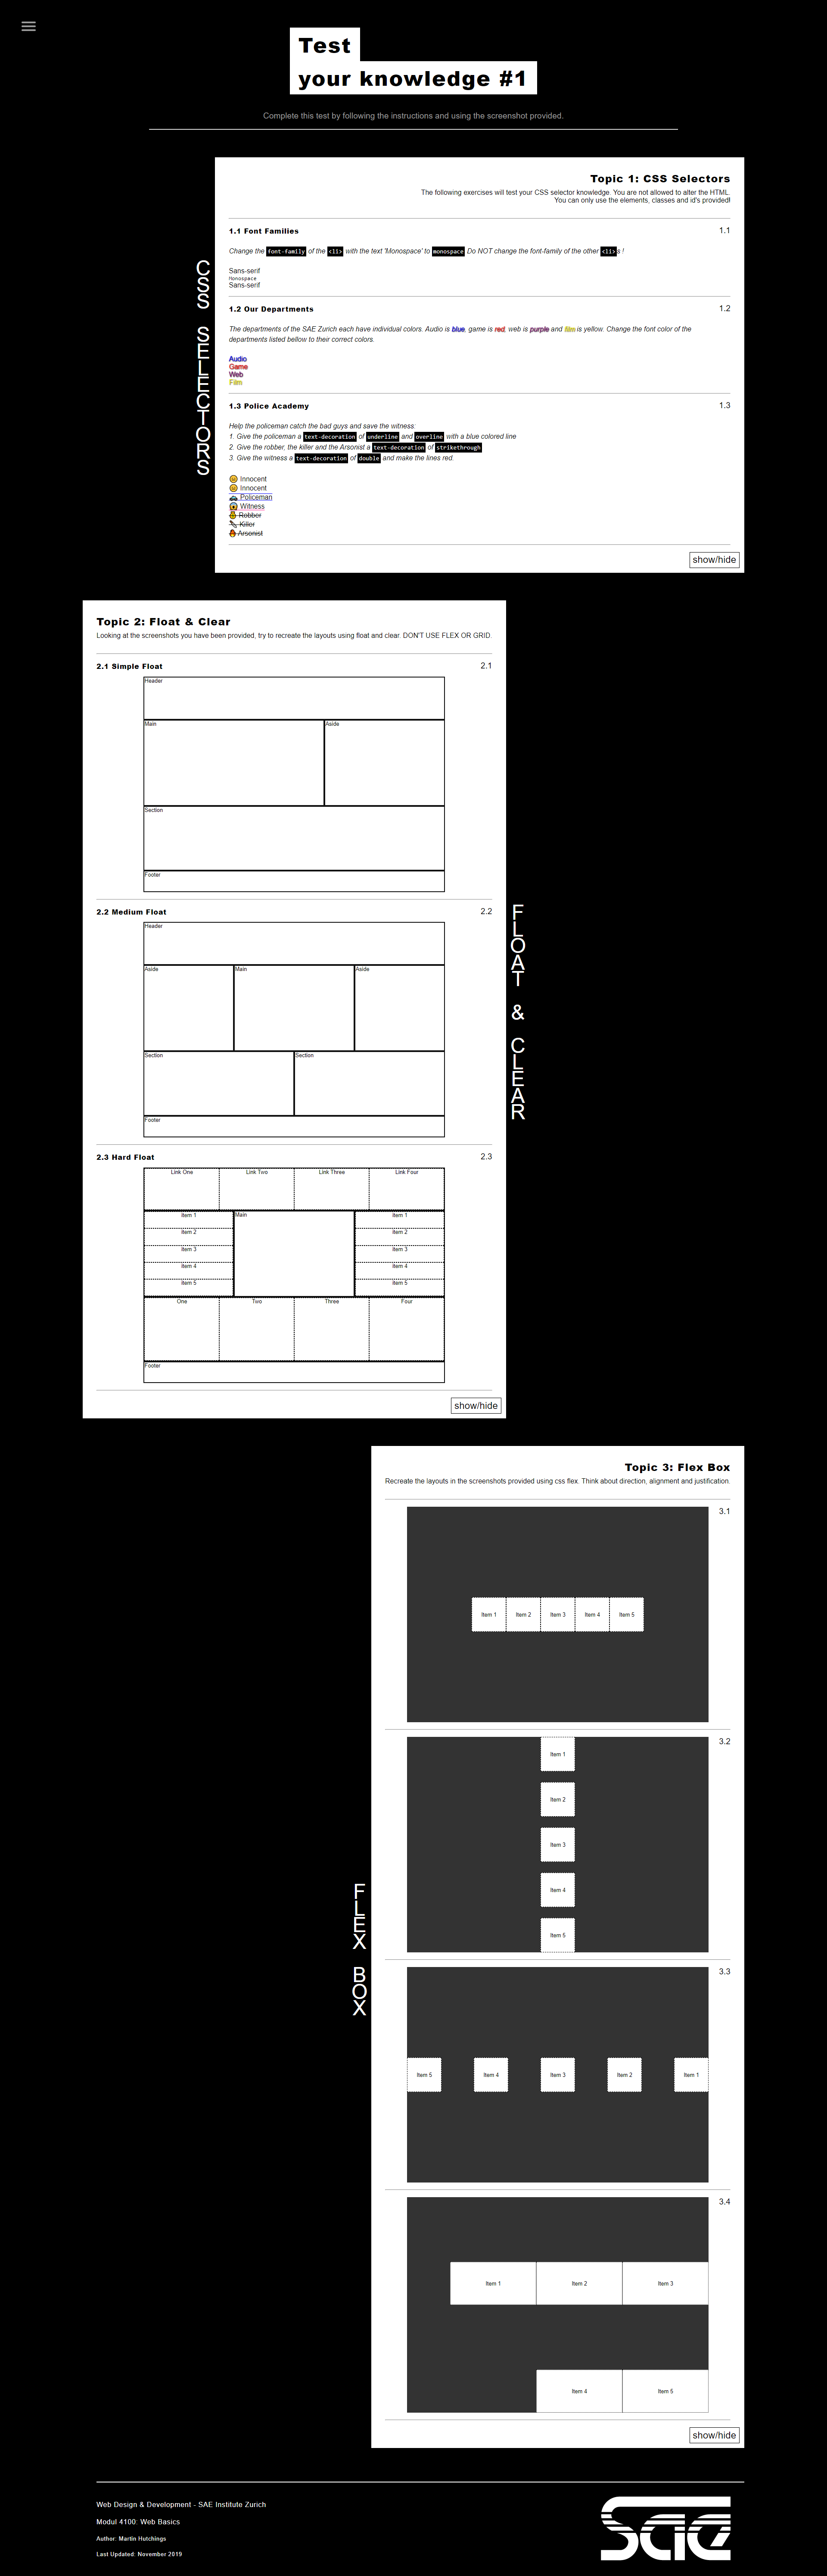 Test
your knowledge #1
Complete this test by following the instructions and using the screenshot provided.
CSS SELECTORS
Topic 1: CSS Selectors
The following exercises will test your CSS selector knowledge. You are not allowed to alter the HTML.
You can only use the elements, classes and id's provided!
1.1 Font Families
1.1
Change the font-family of the <li> with the text 'Monospace' to monospace Do NOT change the font-family of the other <li>s !
Sans-serif
Monospace
Sans-serif
1.2 Our Departments
1.2
The departments of the SAE Zurich each have individual colors. Audio is blue, game is red, web is purple and film is yellow. Change the font color of the
departments listed bellow to their correct colors.
Audio
Game
Web
Film
1.3 Police Academy
1.3
Help the policeman catch the bad guys and save the witness:
1. Give the policeman a text-decoration of underline and overline with a blue colored line
2. Give the robber, the killer and the Arsonist a text-decoration of strikethrough
3. Give the witness a text-decoration of double and make the lines red.
Innocent
Innocent
Policeman
Witness
Robber
Killer
Arsonist
show/hide
Topic 2: Float & Clear
Looking at the screenshots you have been provided, try to recreate the layouts using float and clear. DON'T USE FLEX OR GRID.
2.1 Simple Float
2.1
Header
Main
Aside
Section
Footer
FLOAT & CLEAR
2.2 Medium Float
2.2
Header
Aside
Main
Aside
Section
Section
Footer
2.3 Hard Float
2.3
Link One
Link Two
Link Three
Link Four
Item 1
Item 2
Item 3
Item 4
Item 5
Main
Item 1
Item 2
Item 3
Item 4
Item 5
One
Two
Three
Four
Footer
show/hide
FLEX BOX
Topic 3: Flex Box
Recreate the layouts in the screenshots provided using css flex. Think about direction, alignment and justification.
3.1
Item 1
Item 2
Item 3
Item 4
Item 5
3.2
Item 1
Item 2
Item 3
Item 4
Item 5
3.3
Item 5
Item 4
Item 3
Item 2
Item 1
3.4
Item 1
Item 2
Item 3
Item 4
Item 5
show/hide
Web Design & Development - SAE Institute Zurich
Modul 4100: Web Basics
Author: Martin Hutchings
Last Updated: November 2019
sae